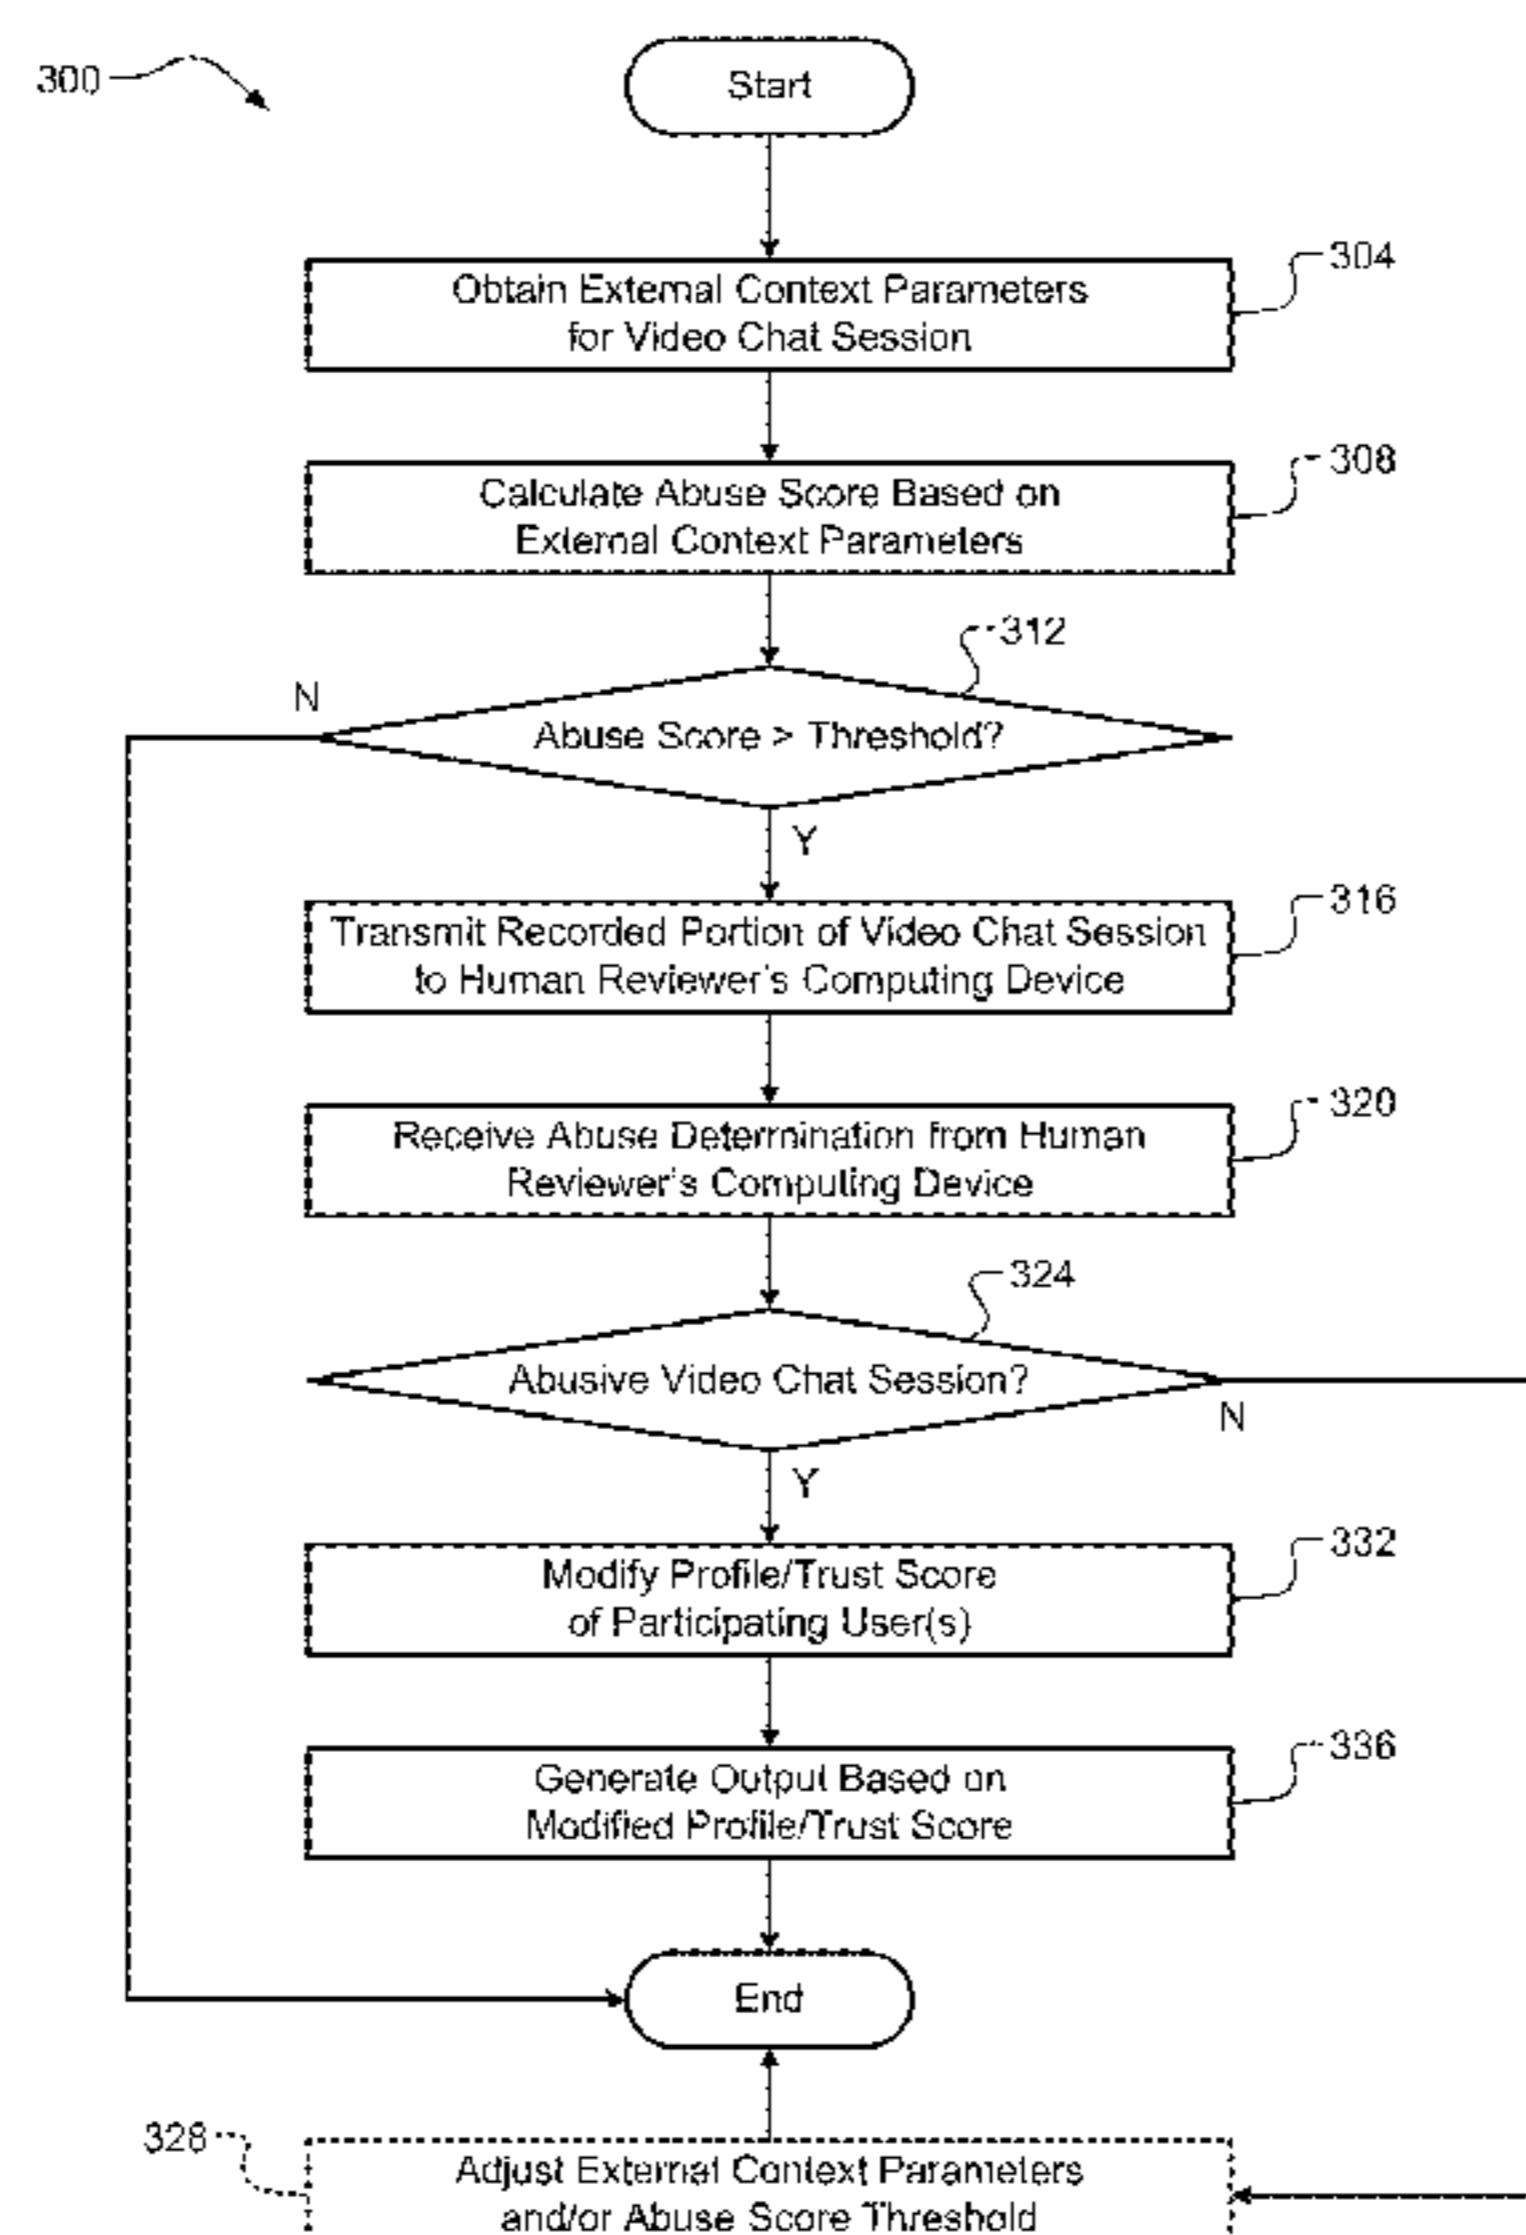 300
Start
304
Obtain External Context Parameters
for Video Chat Session
308
Calculate Abuse Score Based on
External Context Parameters
312
N
Abuse Score > Threshold?
Y
316
Transmit Recorded Portion of Video Chat Session
to Human Reviewer's Computing Device
320
Receive Abuse Determination from Human
Reviewer's Computing Device
324
Abusive Video Chat Session?
N
Y
332
Modify Profile/Trust Score
of Participating User(s)
336
Generate Output Based on
Modified Profile/Trust Score
End
328
Adjust External Context Parameters
and/or Abuse Score Threshold